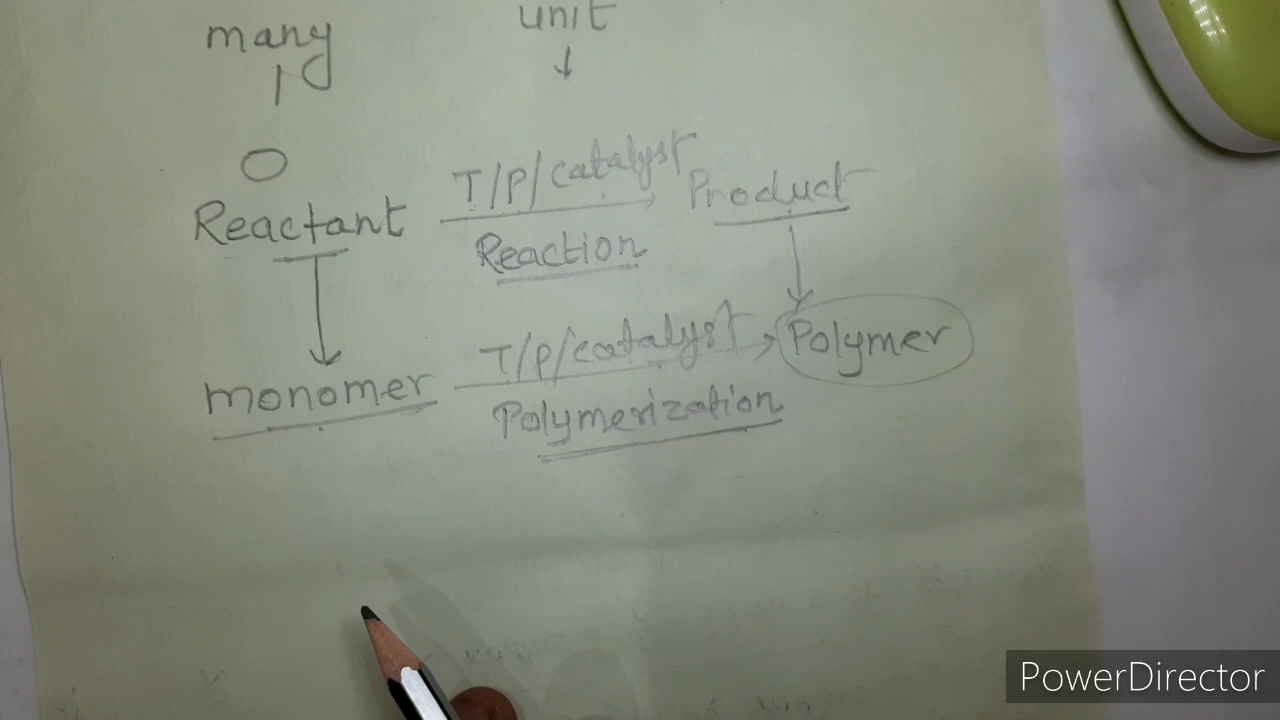 many unit
Reactant T/P/catalyst Product
Reaction
monomer T/P/catalyst Polymer
Polymerization
PowerDirector